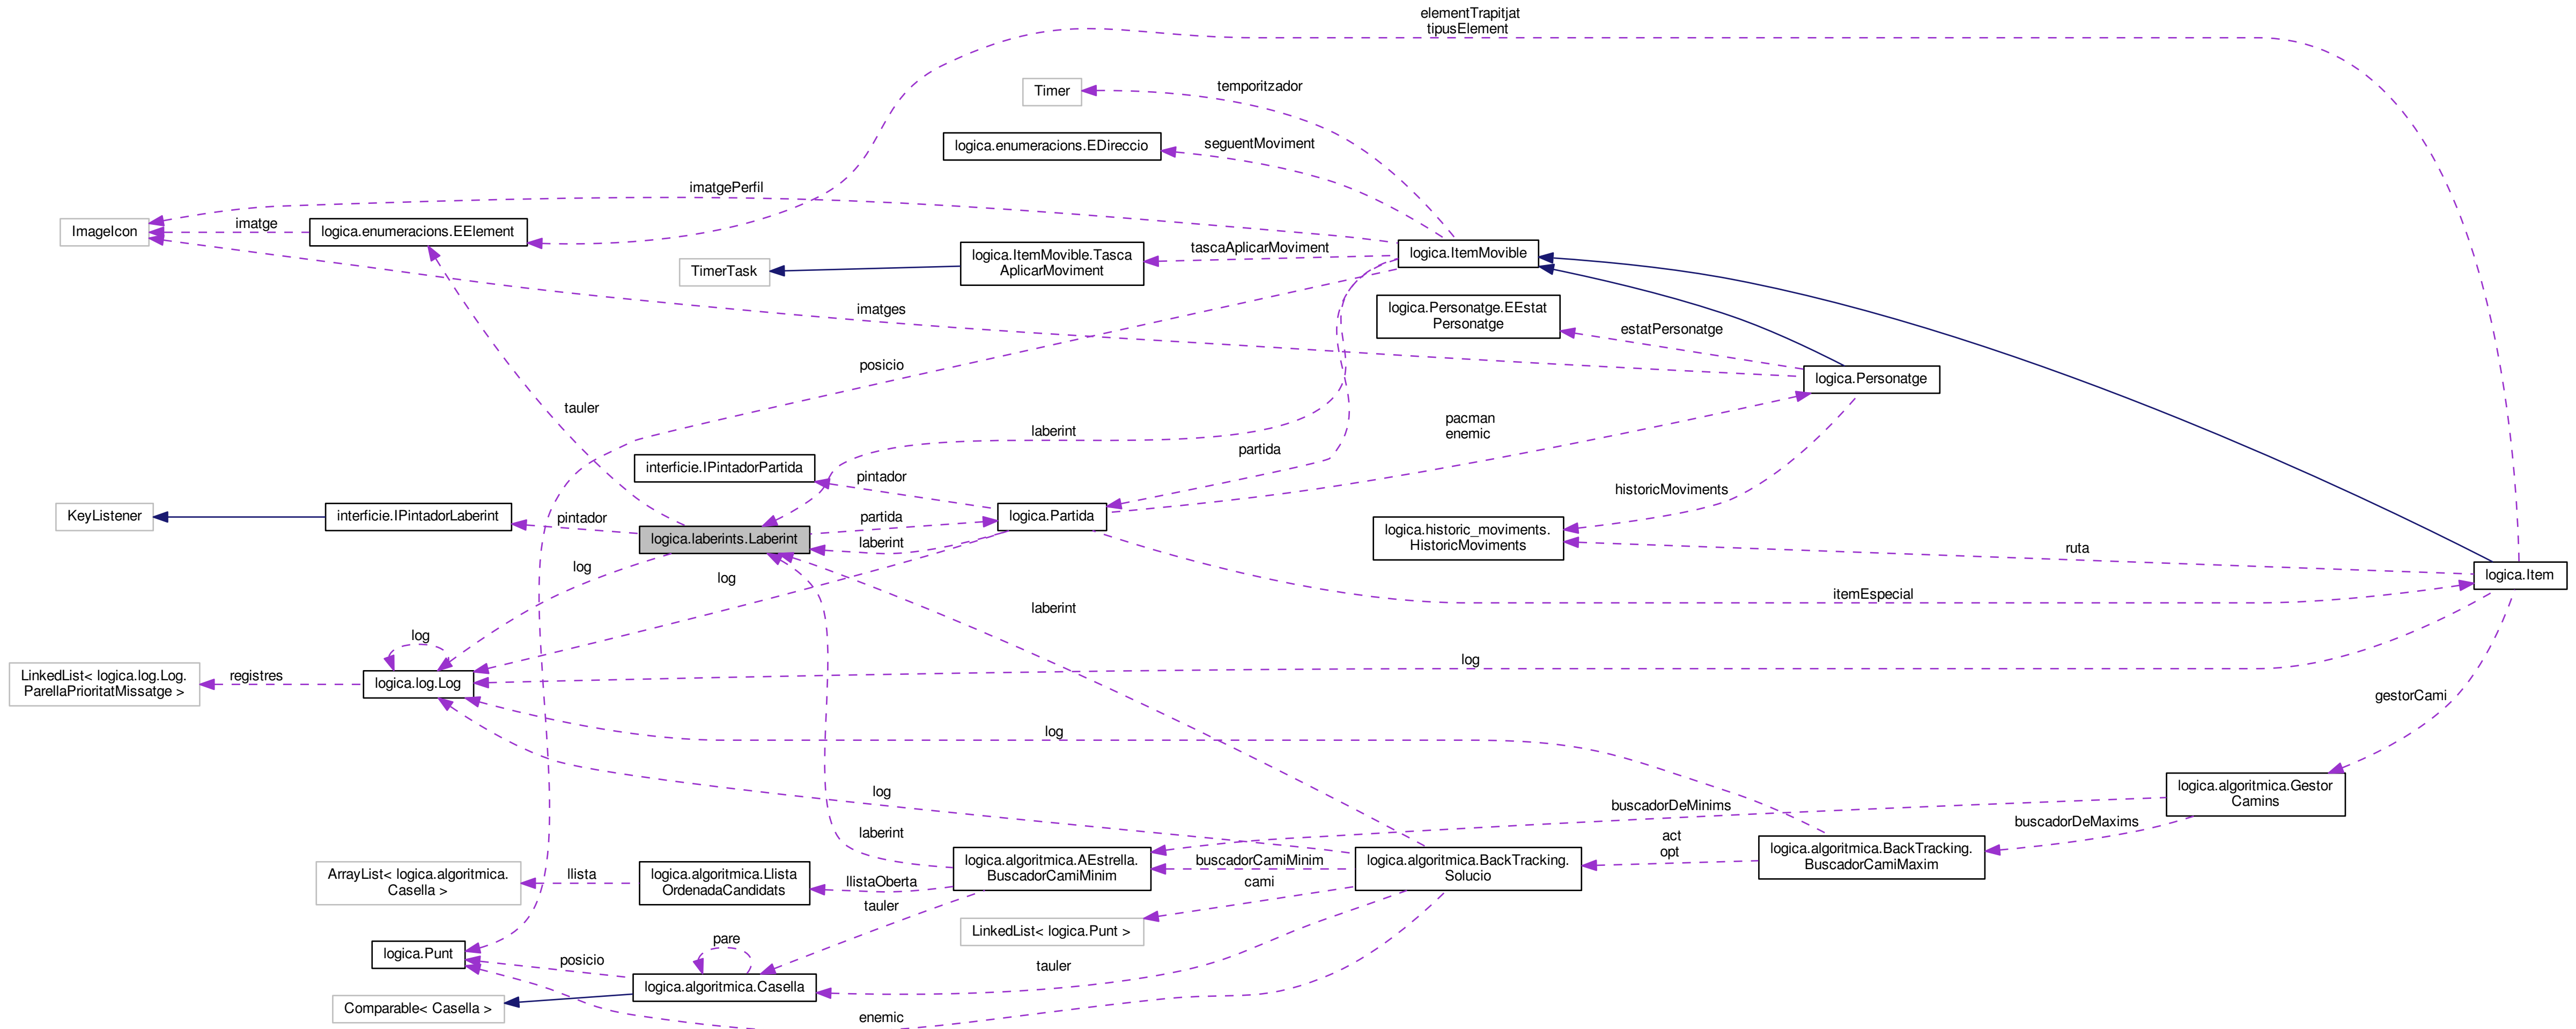 elementTrapitjat
tipusElement
Timer
temporitzador
logica.enumeracions.EDireccio
seguentMoviment
imatgePerfil
ImageIcon
imatge
logica.enumeracions.EElement
TimerTask
logica.ItemMovible.Tasca
AplicarMoviment
tascaAplicarMoviment
logica.ItemMovible
imatges
logica.Personatge.EEstat
Personatge
estatPersonatge
logica.Personatge
posicio
tauler
laberint
pacman
enemic
partida
interficie.IPintadorPartida
pintador
historicMoviments
KeyListener
interficie.IPintadorLaberint
pintador
logica.laberints.Laberint
partida
laberint
logica.Partida
logica.historic_moviments.
HistoricMoviments
ruta
logica.Item
log
log
laberint
itemEspecial
log
LinkedList< logica.log.Log.
ParellaPrioritatMissatge >
registres
logica.log.Log
log
gestorCami
log
log
logica.algoritmica.Gestor
Camins
buscadorDeMinims
buscadorDeMaxims
laberint
act
opt
logica.algoritmica.BackTracking.
BuscadorCamiMaxim
ArrayList< logica.algoritmica.
Casella >
llista
logica.algoritmica.Llista
OrdenadaCandidats
llistaOberta
logica.algoritmica.AEstrella.
BuscadorCamiMinim
buscadorCamiMinim
logica.algoritmica.BackTracking.
Solucio
cami
tauler
LinkedList< logica.Punt >
logica.Punt
pare
posicio
logica.algoritmica.Casella
tauler
Comparable< Casella >
enemic